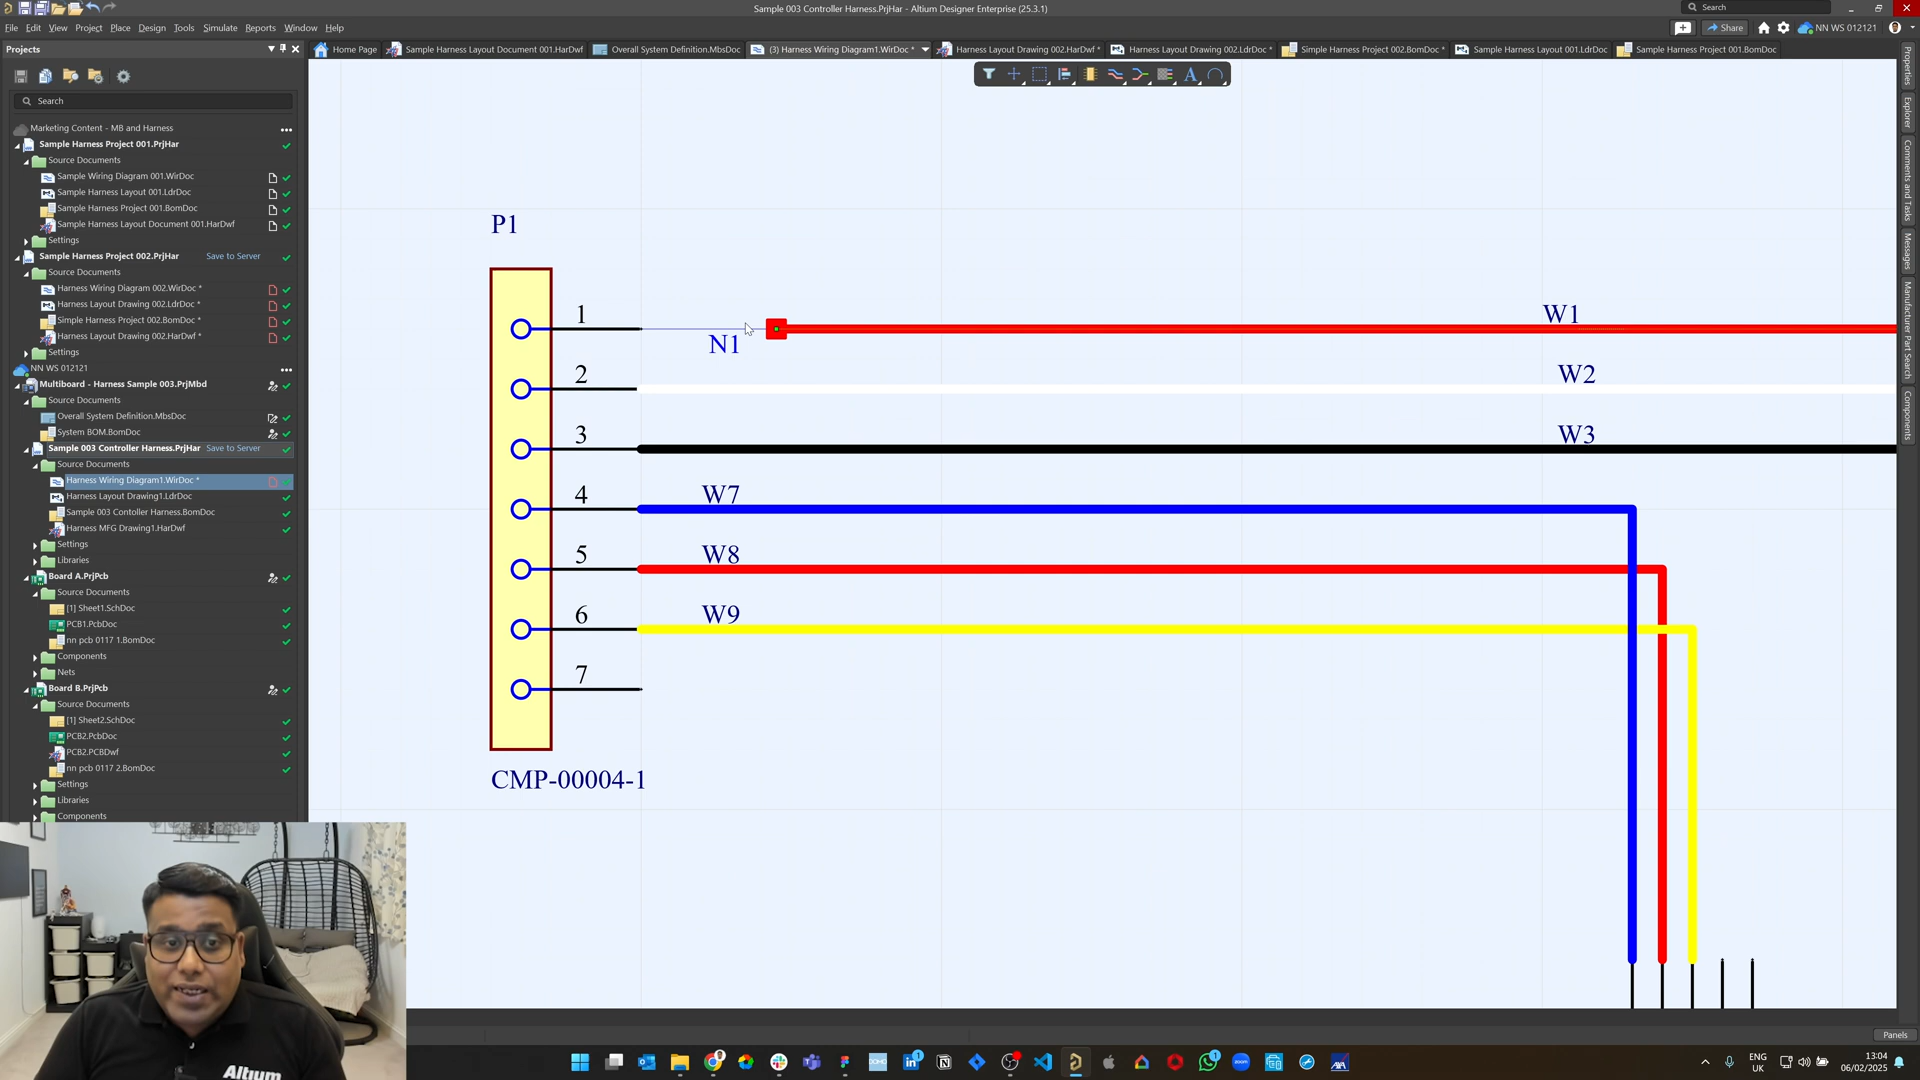 Sample 003 Controller Harness.PrjHar - Altium Designer Enterprise (25.3.1)
Search
File Edit View Project Place Design Tools Simulate Reports Window Help
Share
NN WS 012121
Projects
Home Page
Sample Harness Layout Document 001.HarDwf
Overall System Definition.MbsDoc
(3) Harness Wiring Diagram1.WirDoc *
Harness Layout Drawing 002.HarDwf *
Harness Layout Drawing 002.LdrDoc *
Simple Harness Project 002.BomDoc *
Sample Harness Layout 001.LdrDoc
Sample Harness Project 001.BomDoc
Search
Marketing Content - MB and Harness
Sample Harness Project 001.PrjHar
Source Documents
Sample Wiring Diagram 001.WirDoc
Sample Harness Layout 001.LdrDoc
Sample Harness Project 001.BomDoc
Sample Harness Layout Document 001.HarDwf
Settings
Sample Harness Project 002.PrjHar Save to Server
Source Documents
Harness Wiring Diagram 002.WirDoc *
Harness Layout Drawing 002.LdrDoc *
Simple Harness Project 002.BomDoc *
Harness Layout Drawing 002.HarDwf *
Settings
NN WS 012121
Multiboard - Harness Sample 003.PrjMbd
Source Documents
Overall System Definition.MbsDoc
System BOM.BomDoc
Sample 003 Controller Harness.PrjHar Save to Server
Source Documents
Harness Wiring Diagram1.WirDoc *
Harness Layout Drawing1.LdrDoc
Sample 003 Contoller Harness.BomDoc
Harness MFG Drawing1.HarDwf
Settings
Libraries
Board A.PrjPcb
Source Documents
[1] Sheet1.SchDoc
PCB1.PcbDoc
nn pcb 0117 1.BomDoc
Components
Nets
Board B.PrjPcb
Source Documents
[1] Sheet2.SchDoc
PCB2.PcbDoc
PCB2.PCBDwf
nn pcb 0117 2.BomDoc
Settings
Libraries
Components
P1
1
N1
W1
2
W2
3
W3
4
W7
5
W8
6
W9
7
CMP-00004-1
Properties
Explorer
Comments and Tasks
Messages
Manufacturer Part Search
Components
Altium
Panels
ENG
UK
13:04
06/02/2025